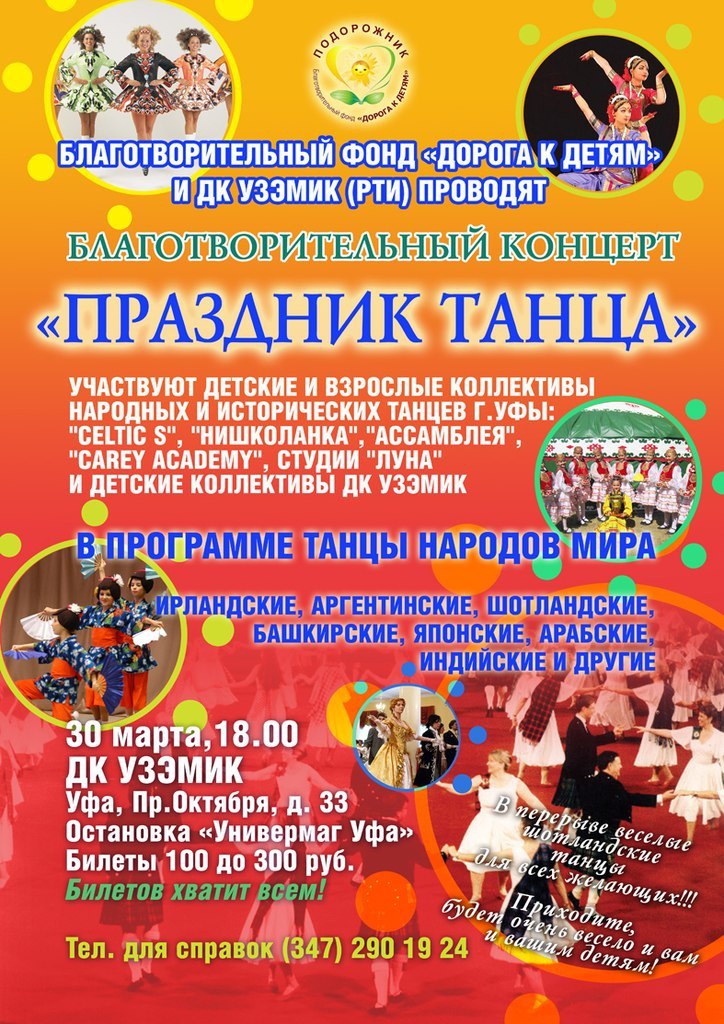 ПОДОРОЖНИК
Благотворительный фонд «ДОРОГА К ДЕТЯМ»
БЛАГОТВОРИТЕЛЬНЫЙ ФОНД «ДОРОГА К ДЕТЯМ»
И ДК УЗЭМИК (РТИ) ПРОВОДЯТ
БЛАГОТВОРИТЕЛЬНЫЙ КОНЦЕРТ
«ПРАЗДНИК ТАНЦА»
УЧАСТВУЮТ ДЕТСКИЕ И ВЗРОСЛЫЕ КОЛЛЕКТИВЫ
НАРОДНЫХ И ИСТОРИЧЕСКИХ ТАНЦЕВ Г.УФЫ:
"CELTIC S", "НИШКОЛАНКА","АССАМБЛЕЯ",
"CAREY ACADEMY", СТУДИИ "ЛУНА"
И ДЕТСКИЕ КОЛЛЕКТИВЫ ДК УЗЭМИК
В ПРОГРАММЕ ТАНЦЫ НАРОДОВ МИРА
ИРЛАНДСКИЕ, АРГЕНТИНСКИЕ, ШОТЛАНДСКИЕ,
БАШКИРСКИЕ, ЯПОНСКИЕ, АРАБСКИЕ,
ИНДИЙСКИЕ И ДРУГИЕ
30 марта,18.00
ДК УЗЭМИК
Уфа, Пр.Октября, д. 33
Остановка «Универмаг Уфа»
Билеты 100 до 300 руб.
Билетов хватит всем!
Тел. для справок (347) 290 19 24
В перерыве веселые
шотландские
танцы
для всех желающих!!!
Приходите,
будет очень весело и вам
и вашим детям!